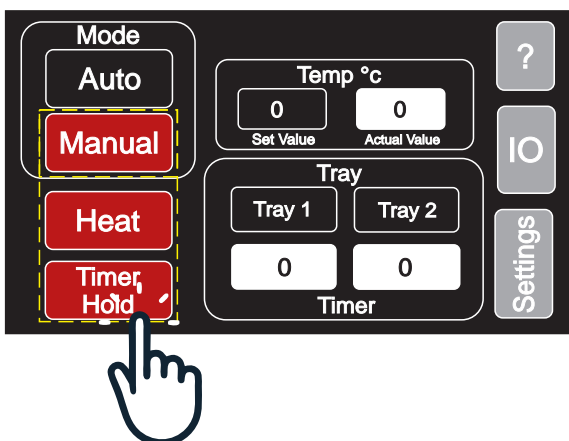 Mode
Auto
Manual
Heat
Timer
Hold
Temp °c
0 0
Set Value Actual Value
Tray
Tray 1 Tray 2
0 0
Timer
?
IO
Settings